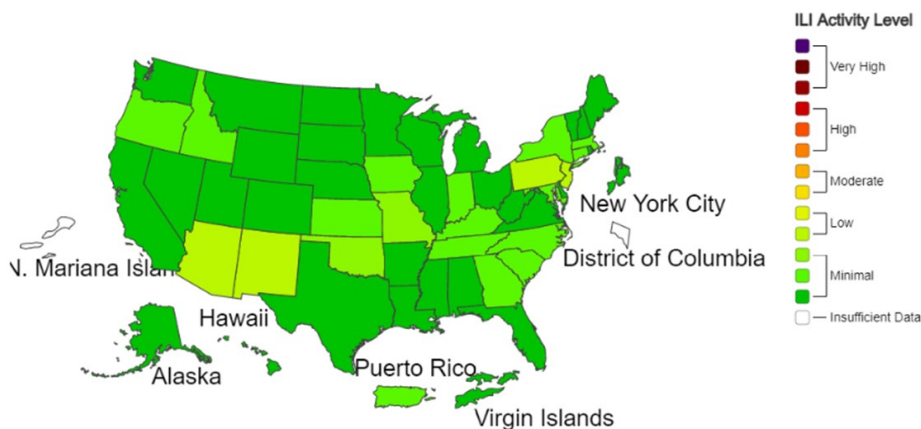 ILI Activity Level
Very High
High
Moderate
Low
Minimal
Insufficient Data
New York City
District of Columbia
N. Mariana Islan
Hawaii
Alaska
Puerto Rico
Virgin Islands